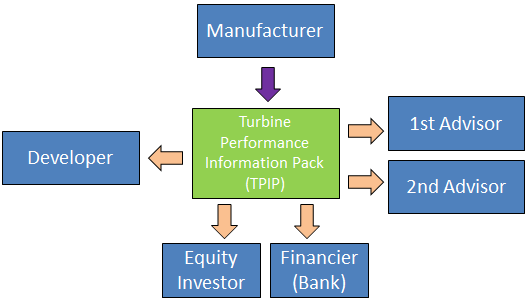 Manufacturer
Turbine
Performance
Information Pack
(TPIP)
1st Advisor
Developer
2nd Advisor
Equity
Investor
Financier
(Bank)